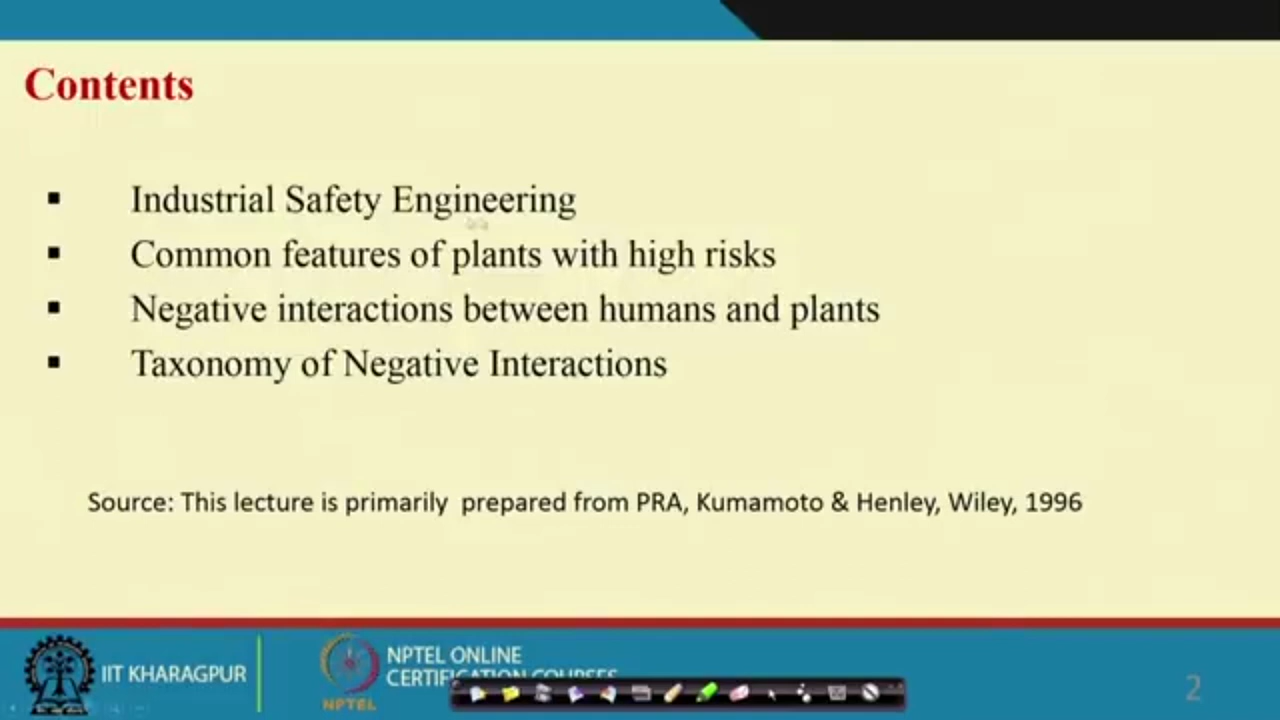 Contents
▪ Industrial Safety Engineering
▪ Common features of plants with high risks
▪ Negative interactions between humans and plants
▪ Taxonomy of Negative Interactions
Source: This lecture is primarily prepared from PRA, Kumamoto & Henley, Wiley, 1996
IIT KHARAGPUR
NPTEL
NPTEL ONLINE
CERTIFICATION COURSES
2